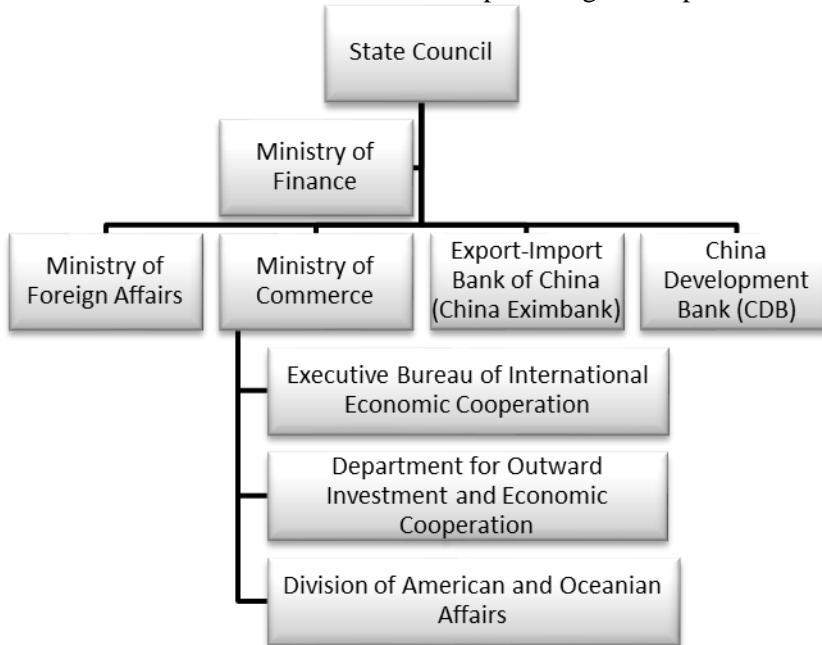 State Council
Ministry of
Finance
Ministry of
Foreign Affairs
Ministry of
Commerce
Export-Import
Bank of China
(China Eximbank)
China
Development
Bank (CDB)
Executive Bureau of International
Economic Cooperation
Department for Outward
Investment and Economic
Cooperation
Division of American and Oceanian
Affairs